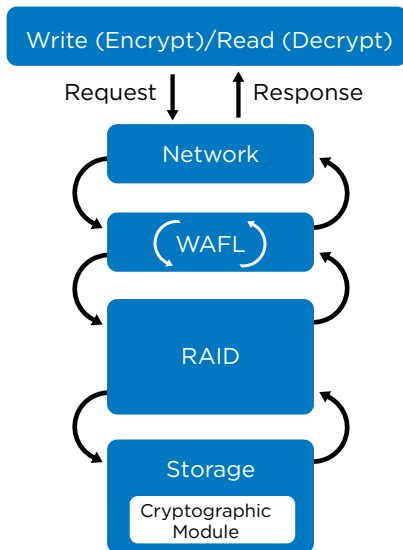 Write (Encrypt)/Read (Decrypt)
Request
Response
Network
WAFL
RAID
Storage
Cryptographic
Module